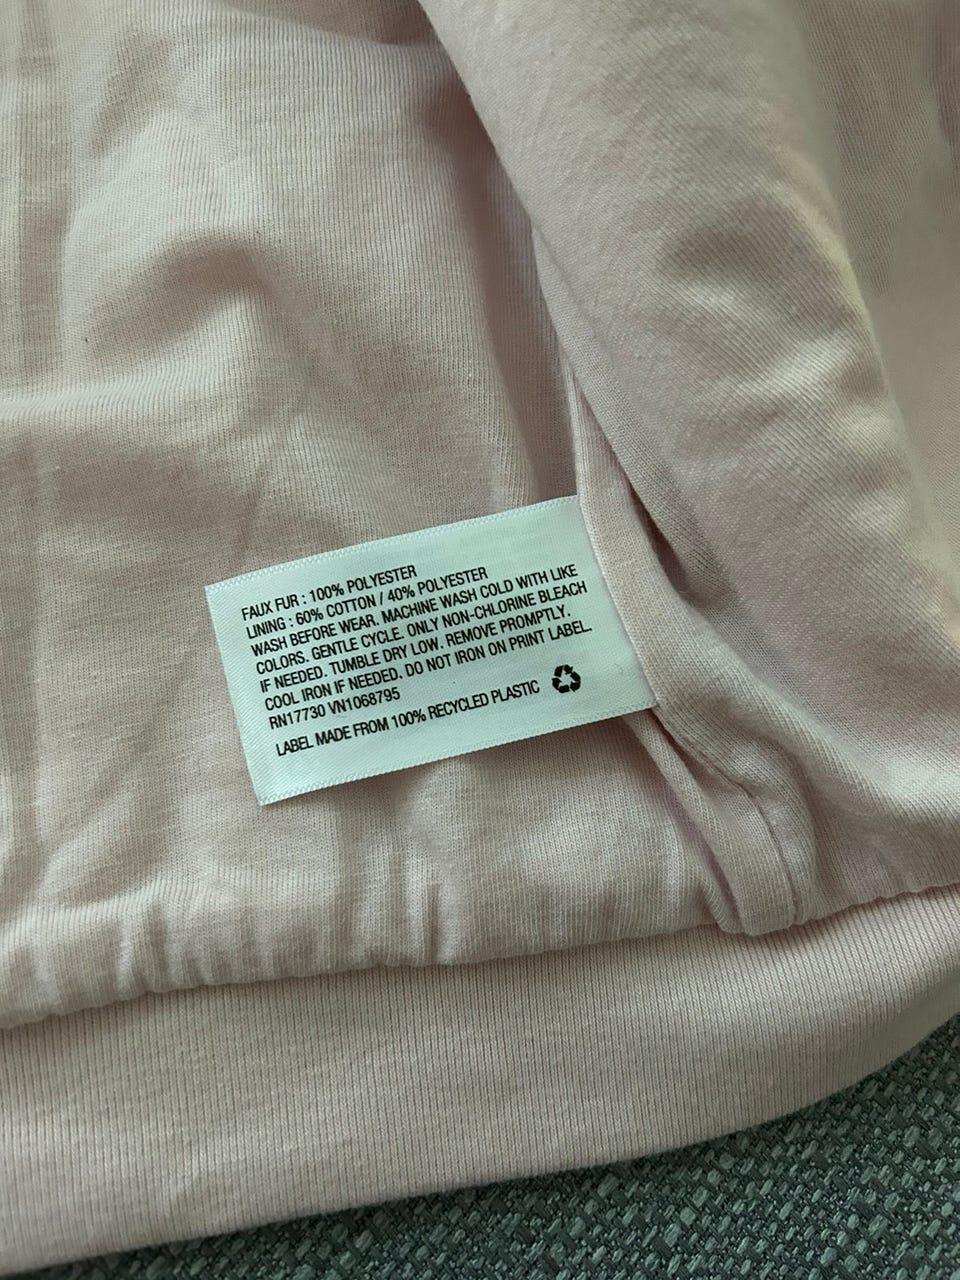 FAUX FUR : 100% POLYESTER
LINING : 60% COTTON / 40% POLYESTER
WASH BEFORE WEAR. MACHINE WASH COLD WITH LIKE
COLORS. GENTLE CYCLE. ONLY NON-CHLORINE BLEACH
IF NEEDED. TUMBLE DRY LOW. REMOVE PROMPTLY.
COOL IRON IF NEEDED. DO NOT IRON ON PRINT LABEL.
RN17730 VN1068795
LABEL MADE FROM 100% RECYCLED PLASTIC